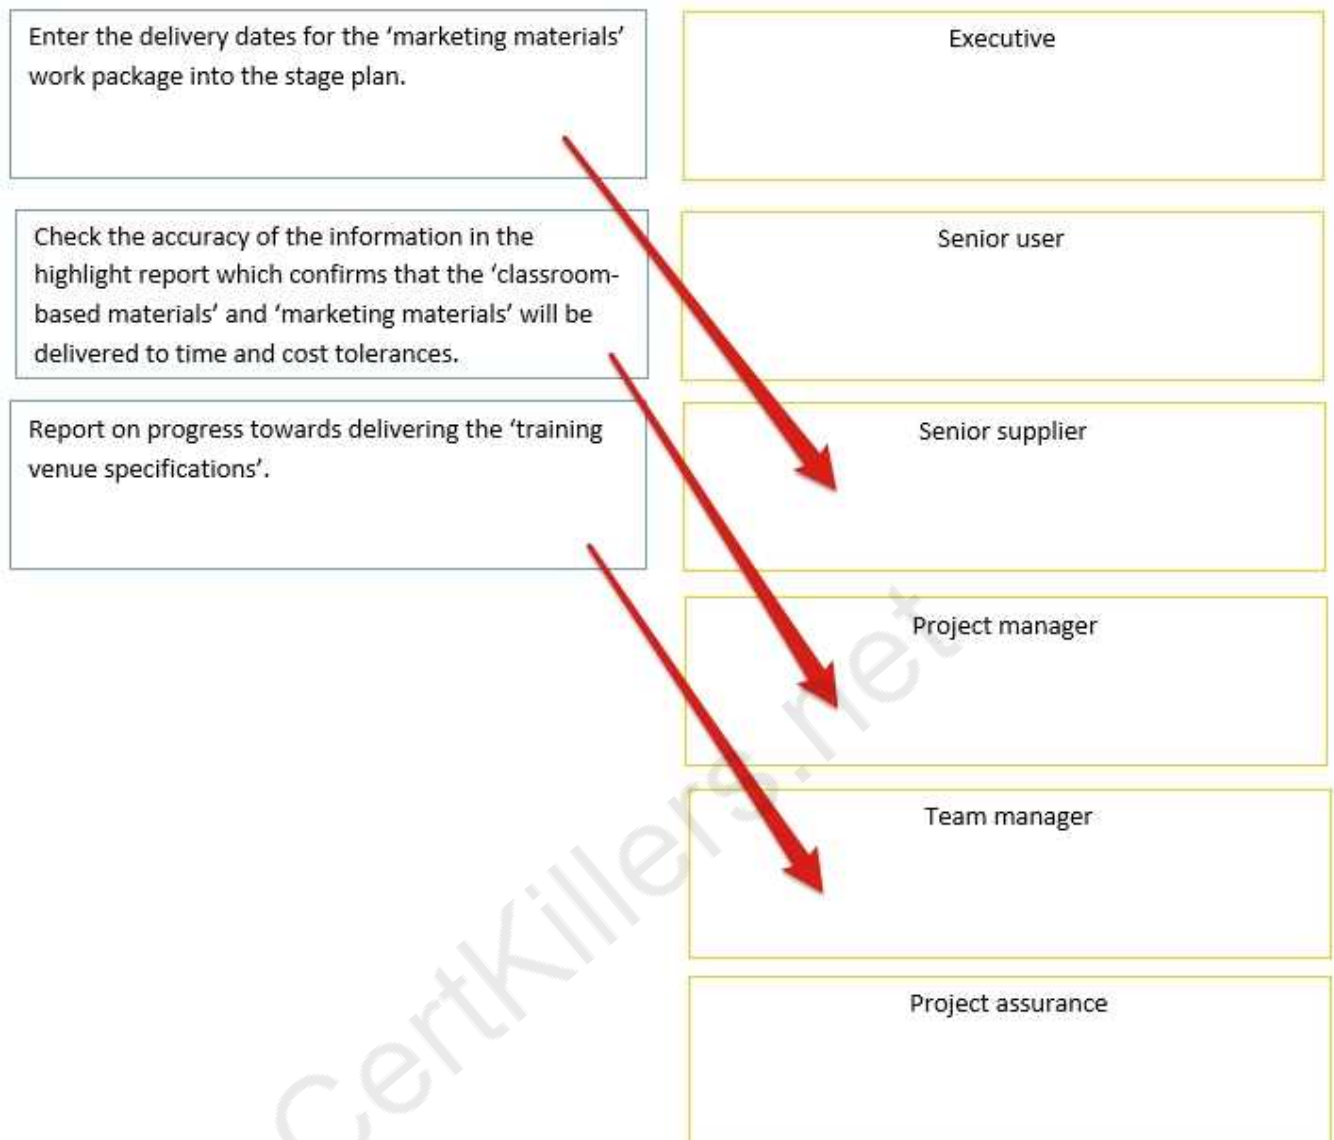 Enter the delivery dates for the ‘marketing materials’
work package into the stage plan.
Check the accuracy of the information in the
highlight report which confirms that the ‘classroom-
based materials’ and ‘marketing materials’ will be
delivered to time and cost tolerances.
Report on progress towards delivering the ‘training
venue specifications’.
Executive
Senior user
Senior supplier
Project manager
Team manager
Project assurance
CertKillers.net